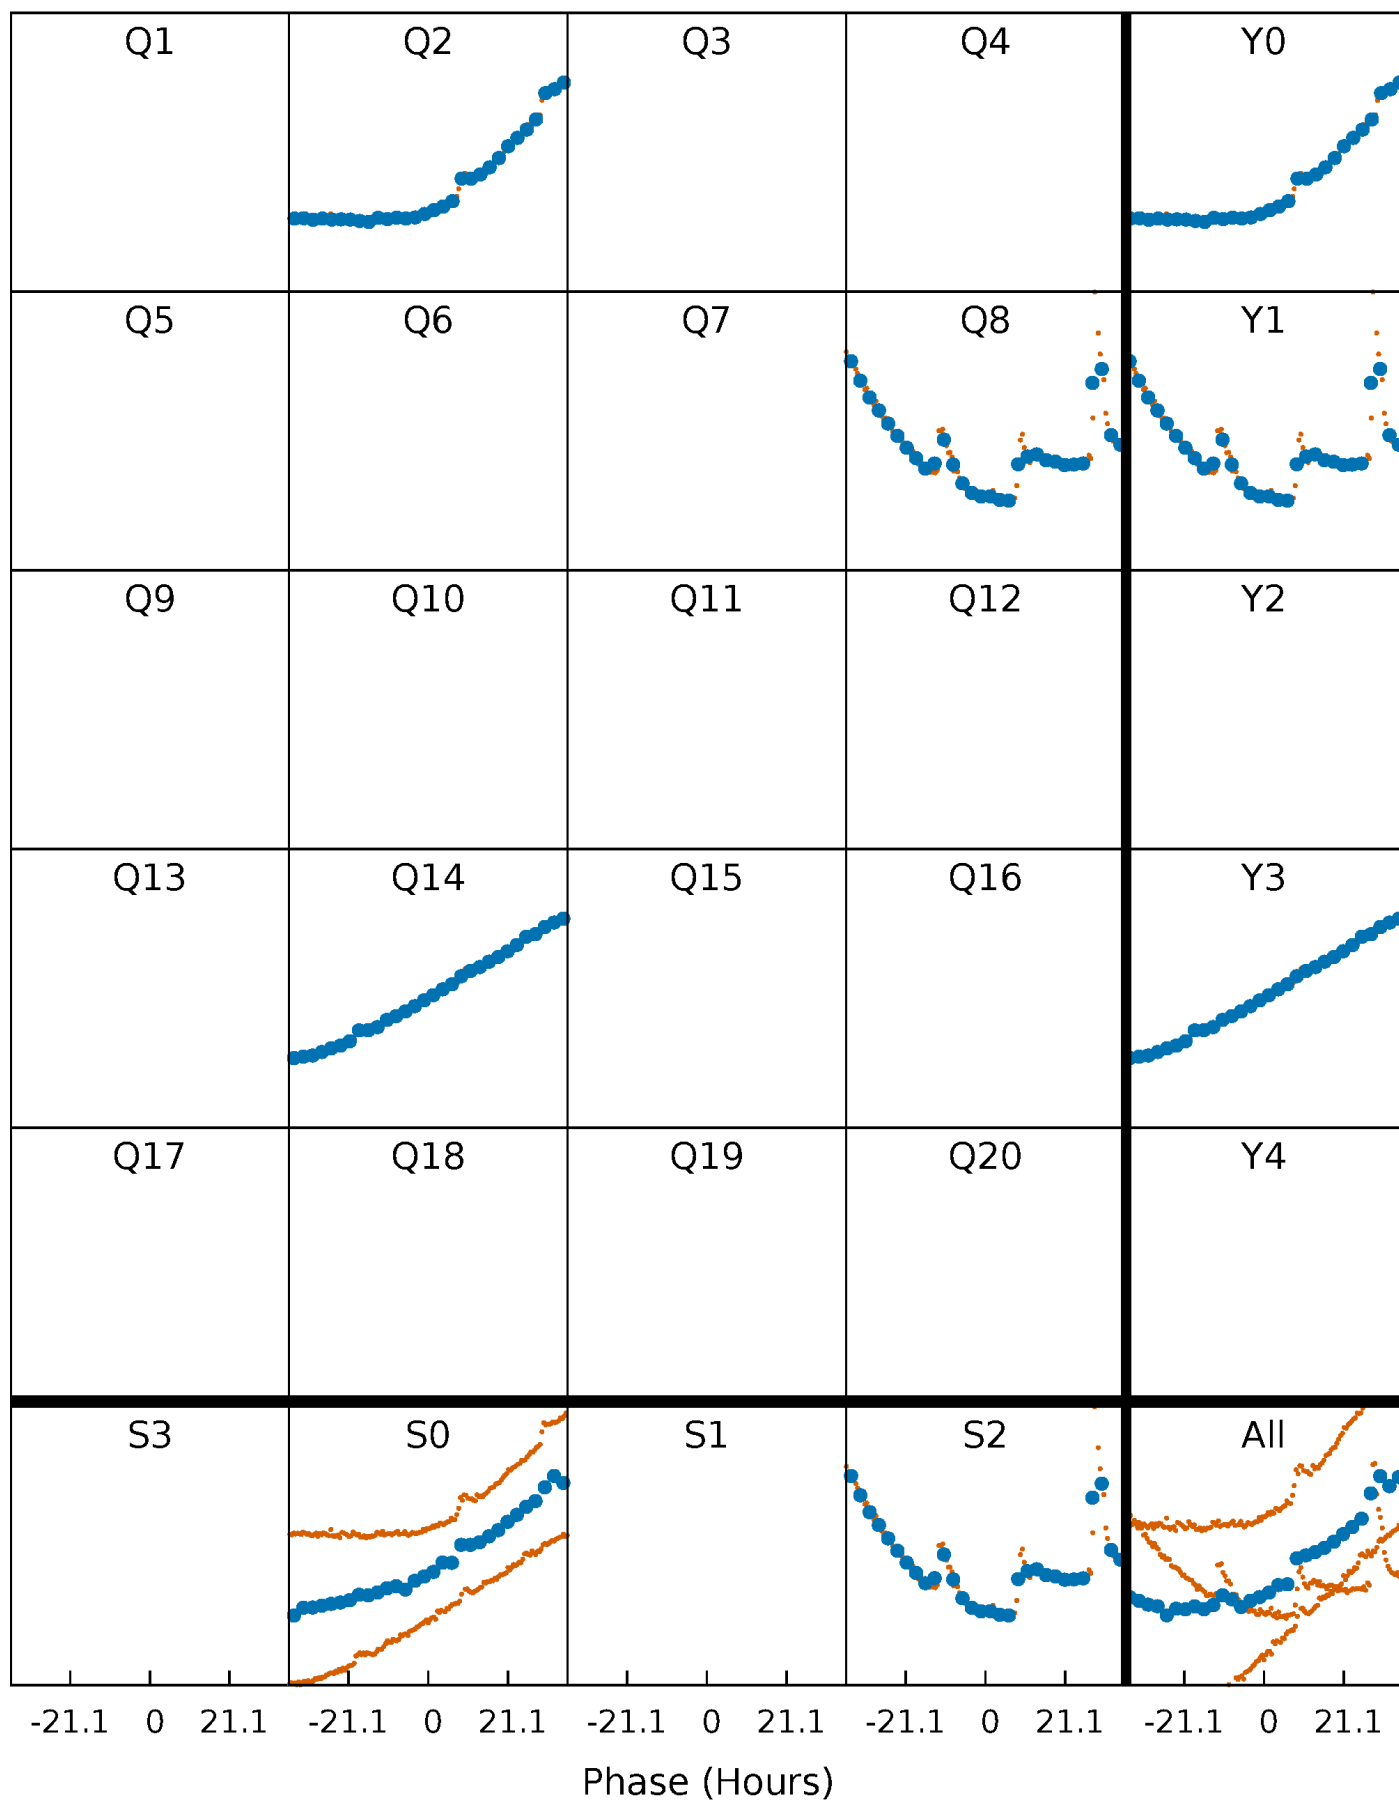 Q1 Q2 Q3 Q4 Y0
Q5 Q6 Q7 Q8 Y1
Q9 Q10 Q11 Q12 Y2
Q13 Q14 Q15 Q16 Y3
Q17 Q18 Q19 Q20 Y4
S3 S0 S1 S2 All
-21.1 0 21.1 -21.1 0 21.1 -21.1 0 21.1 -21.1 0 21.1 -21.1 0 21.1
Phase (Hours)